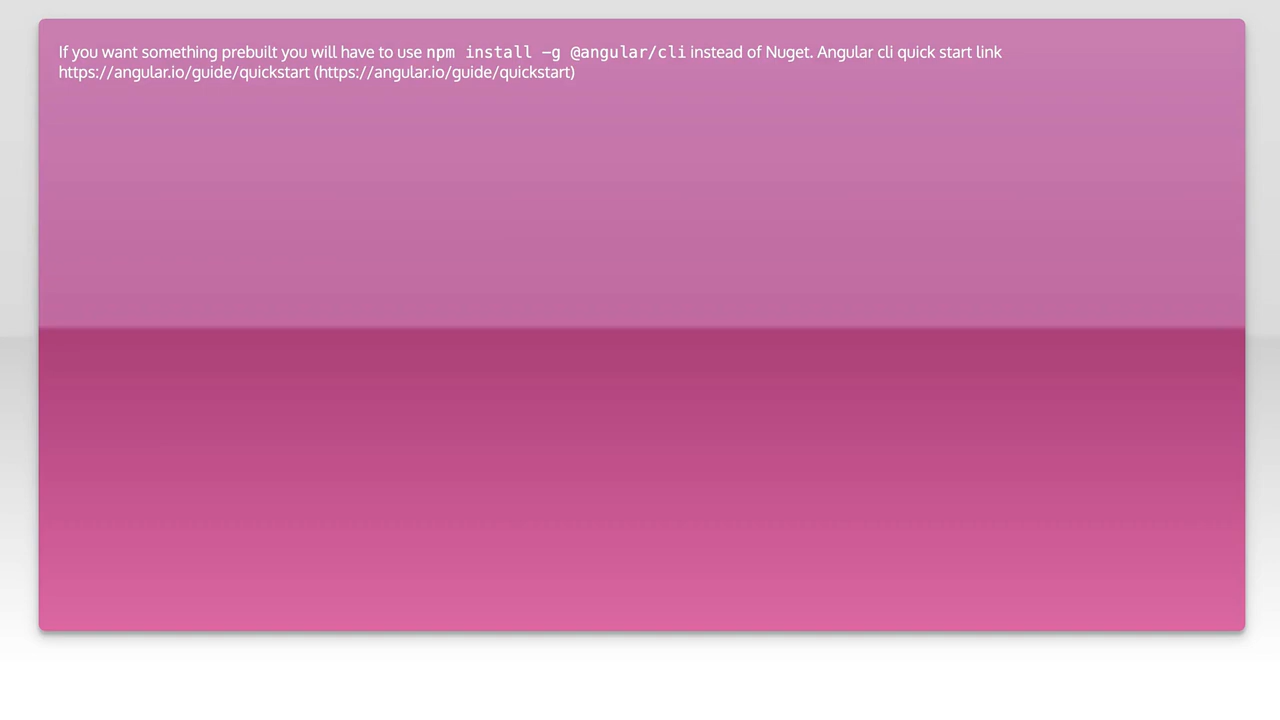 If you want something prebuilt you will have to use npm install -g @angular/cli instead of Nuget. Angular cli quick start link
https://angular.io/guide/quickstart (https://angular.io/guide/quickstart)